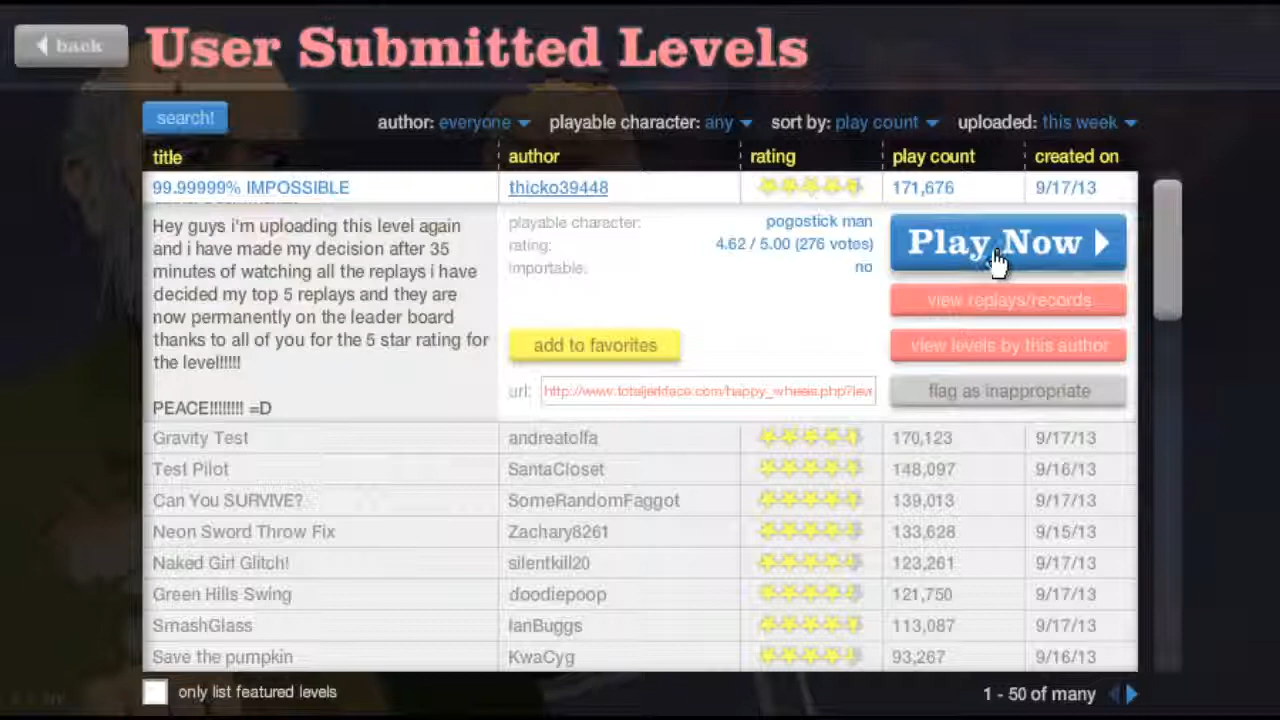 back
User Submitted Levels
search!
author: everyone playable character: any sort by: play count uploaded: this week
title author rating play count created on
99.99999% IMPOSSIBLE thicko39448 171,676 9/17/13
Hey guys i'm uploading this level again
and i have made my decision after 35
minutes of watching all the replays i have
decided my top 5 replays and they are
now permanently on the leader board
thanks to all of you for the 5 star rating for
the level!!!!!
PEACE!!!!!!!! =D
playable character: pogostick man
rating: 4.62 / 5.00 (276 votes)
importable: no
add to favorites
url: http://www.totaljerkface.com/happy_wheels.php?lev
Play Now
view replays/records
view levels by this author
flag as inappropriate
Gravity Test andreatolfa 170,123 9/17/13
Test Pilot SantaCloset 148,097 9/16/13
Can You SURVIVE? SomeRandomFaggot 139,013 9/17/13
Neon Sword Throw Fix Zachary8261 133,628 9/15/13
Naked Girl Glitch! silentkill20 123,261 9/17/13
Green Hills Swing doodiepoop 121,750 9/17/13
SmashGlass IanBuggs 113,087 9/17/13
Save the pumpkin KwaCyg 93,267 9/16/13
only list featured levels 1 - 50 of many